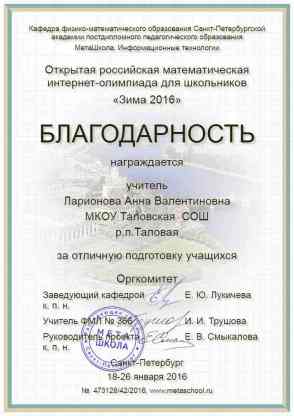 Кафедра физико-математического образования Санкт-Петербургской
академии постдипломного педагогического образования
МетаШкола. Информационные технологии
Открытая российская математическая
интернет-олимпиада для школьников
«Зима 2016»
БЛАГОДАРНОСТЬ
награждается
учитель
Ларионова Анна Валентиновна
МКОУ Таловская СОШ
р.п.Таловая
за отличную подготовку учащихся
Оргкомитет
Заведующий кафедрой Е. Ю. Лукичева
к. п. н.
Учитель ФМЛ № 366 И. И. Трушова
Руководитель проекта Е. В. Смыкалова
к. п. н.
МЕТА
ШКОЛА
Санкт-Петербург
18-26 января 2016
№ 473128/42/2016, www.metaschool.ru